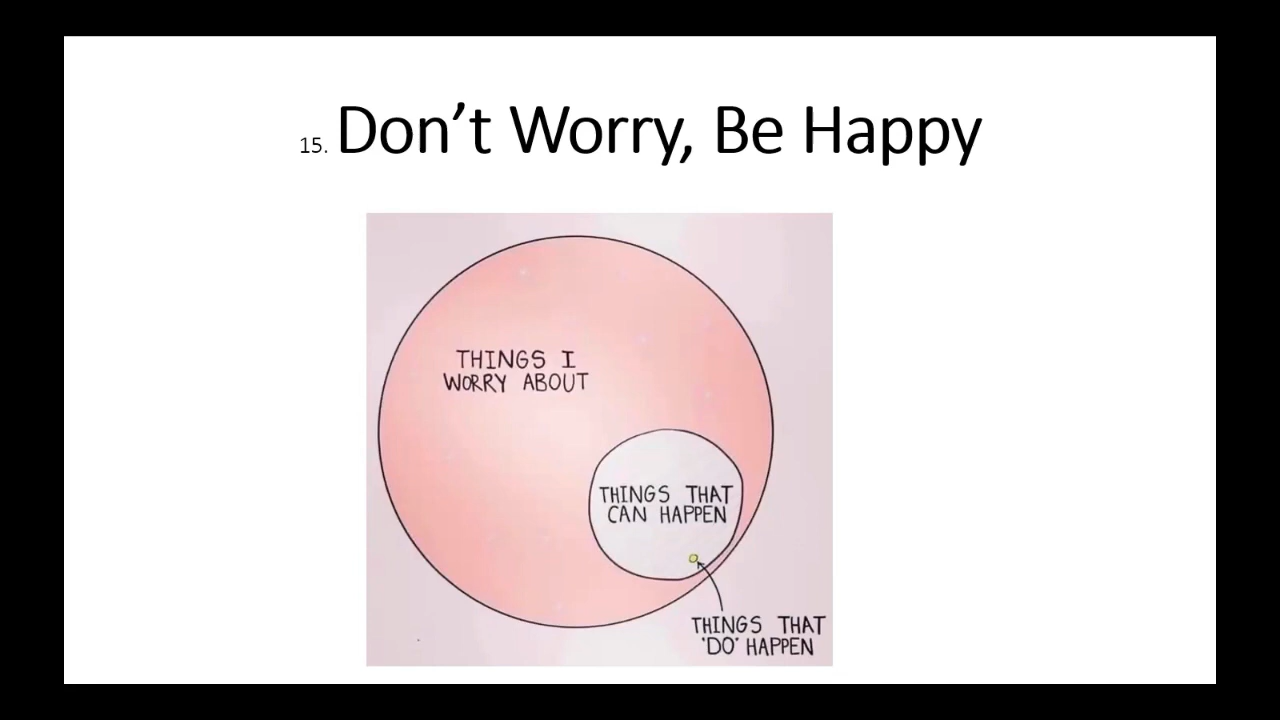 15. Don’t Worry, Be Happy
THINGS I
WORRY ABOUT
THINGS THAT
CAN HAPPEN
THINGS THAT
'DO' HAPPEN